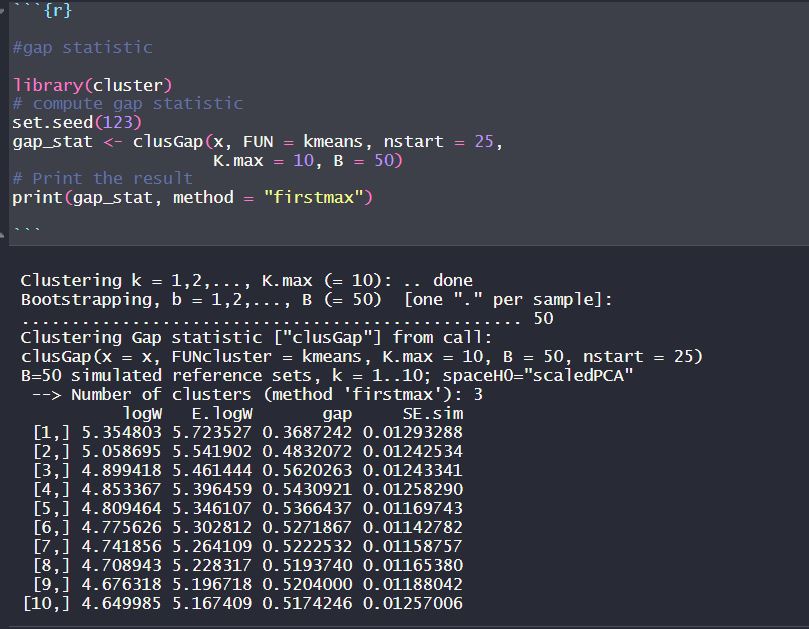 ```{r}
#gap statistic
library(cluster)
# compute gap statistic
set.seed(123)
gap_stat <- clusGap(x, FUN = kmeans, nstart = 25,
                    K.max = 10, B = 50)
# Print the result
print(gap_stat, method = "firstmax")
```
Clustering k = 1,2,..., K.max (= 10): .. done
Bootstrapping, b = 1,2,..., B (= 50)  [one "." per sample]:
.................................................. 50
Clustering Gap statistic ["clusGap"] from call:
clusGap(x = x, FUNcluster = kmeans, K.max = 10, B = 50, nstart = 25)
B=50 simulated reference sets, k = 1..10; spaceH0="scaledPCA"
 --> Number of clusters (method 'firstmax'): 3
          logW   E.logW       gap     SE.sim
 [1,] 5.354803 5.723527 0.3687242 0.01293288
 [2,] 5.058695 5.541902 0.4832072 0.01242534
 [3,] 4.899418 5.461444 0.5620263 0.01243341
 [4,] 4.853367 5.396459 0.5430921 0.01258290
 [5,] 4.809464 5.346107 0.5366437 0.01169743
 [6,] 4.775626 5.302812 0.5271867 0.01142782
 [7,] 4.741856 5.264109 0.5222532 0.01158757
 [8,] 4.708943 5.228317 0.5193740 0.01165380
 [9,] 4.676318 5.196718 0.5204000 0.01188042
[10,] 4.649985 5.167409 0.5174246 0.01257006